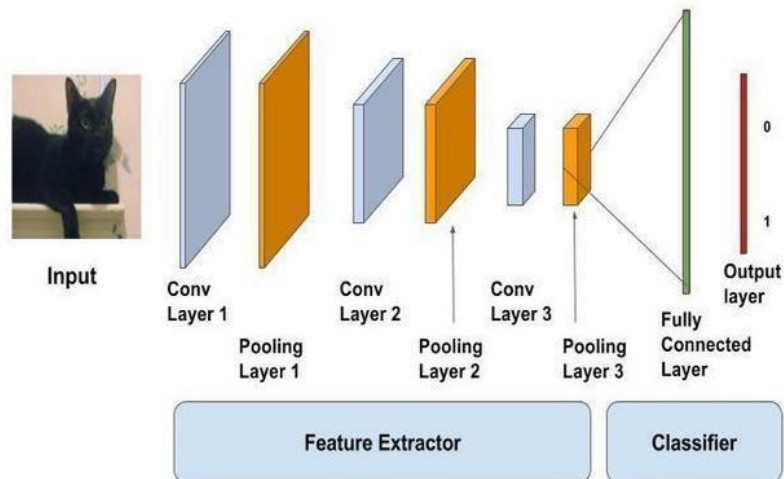 Input
Conv
Layer 1
Pooling
Layer 1
Conv
Layer 2
Pooling
Layer 2
Conv
Layer 3
Pooling
Layer 3
Fully
Connected
Layer
0
1
Output
layer
Feature Extractor
Classifier